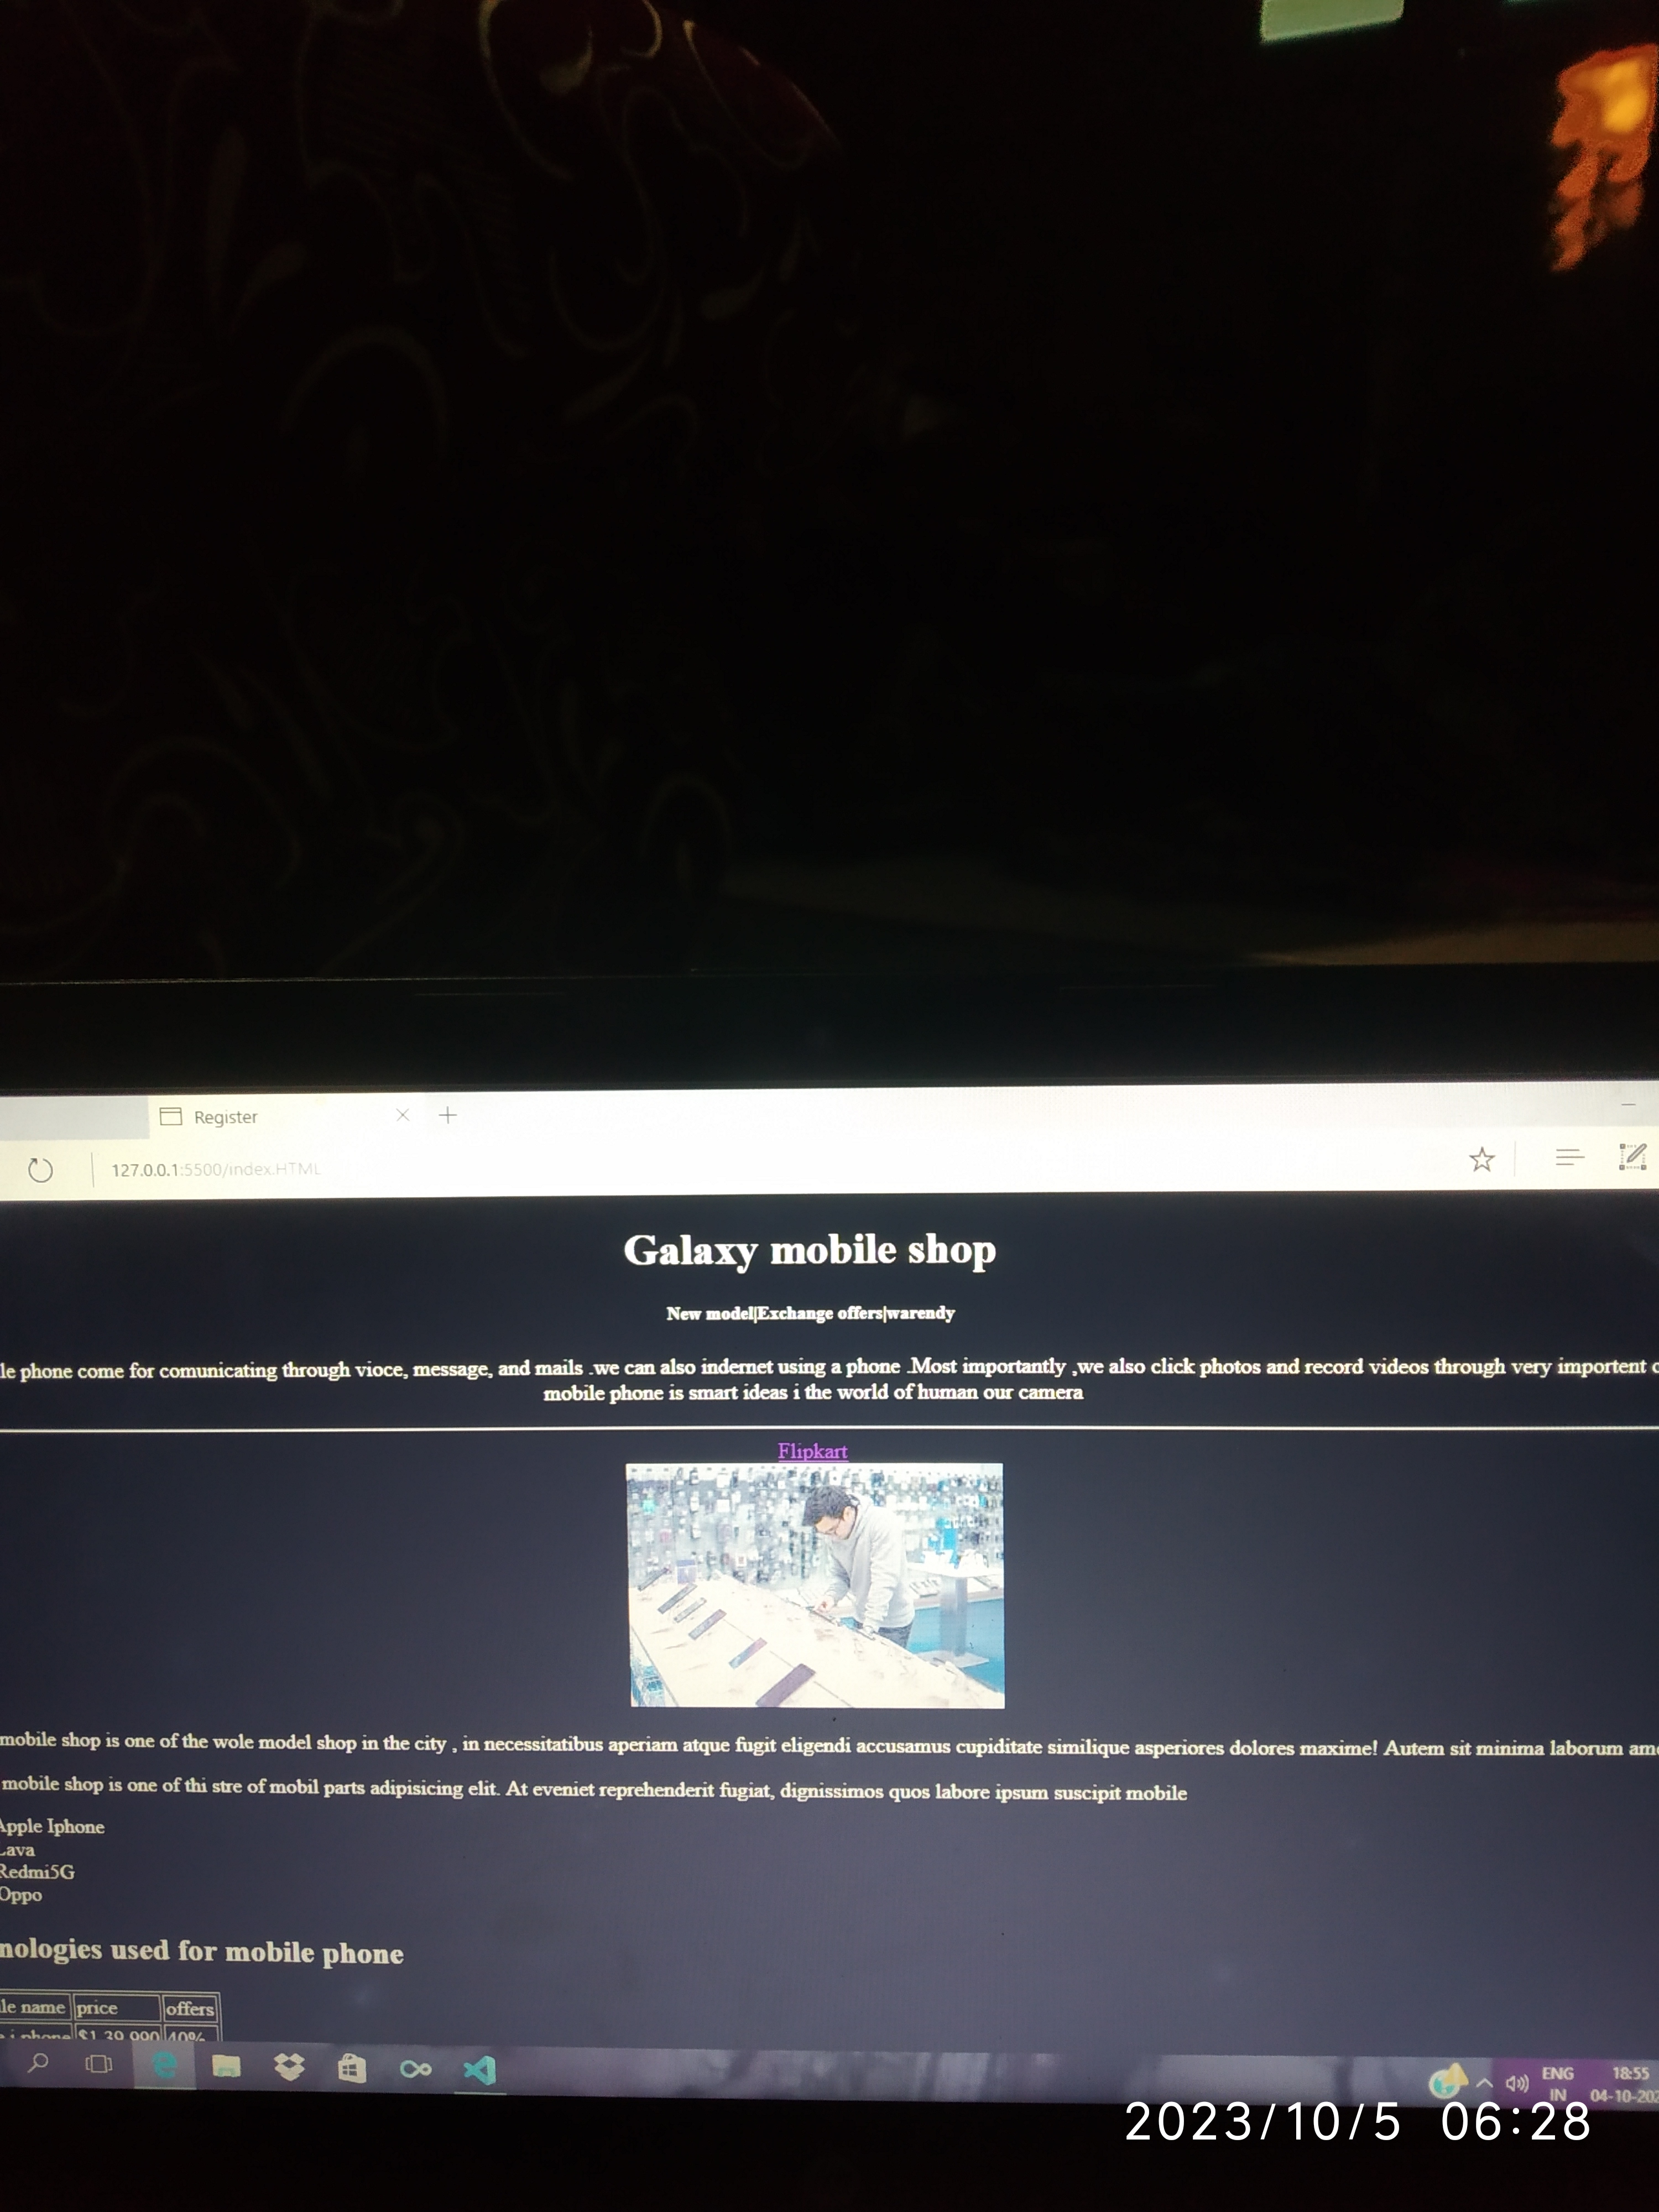 Register
127.0.0.1:5500/index.HTML
Galaxy mobile shop
New model|Exchange offers|warendy
le phone come for comunicating through vioce, message, and mails .we can also indernet using a phone .Most importantly ,we also click photos and record videos through very importent
mobile phone is smart ideas i the world of human our camera
Flipkart
mobile shop is one of the wole model shop in the city , in necessitatibus aperiam atque fugit eligendi accusamus cupiditate similique asperiores dolores maxime! Autem sit minima laborum am
mobile shop is one of thi stre of mobil parts adipisicing elit. At eveniet reprehenderit fugiat, dignissimos quos labore ipsum suscipit mobile
Apple Iphone
Lava
Redmi5G
Oppo
nologies used for mobile phone
le name price offers
i phone $1,39,990 40%
ENG 18:55
IN 04-10-202
2023/10/5 06:28